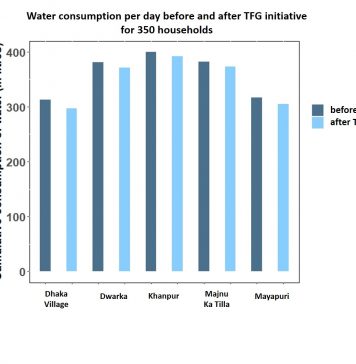 Water consumption per day before and after TFG initiative
for 350 households
400
300
200
100
0
before
after T
Dhaka
Village
Dwarka
Khanpur
Majnu
Ka Tilla
Mayapuri